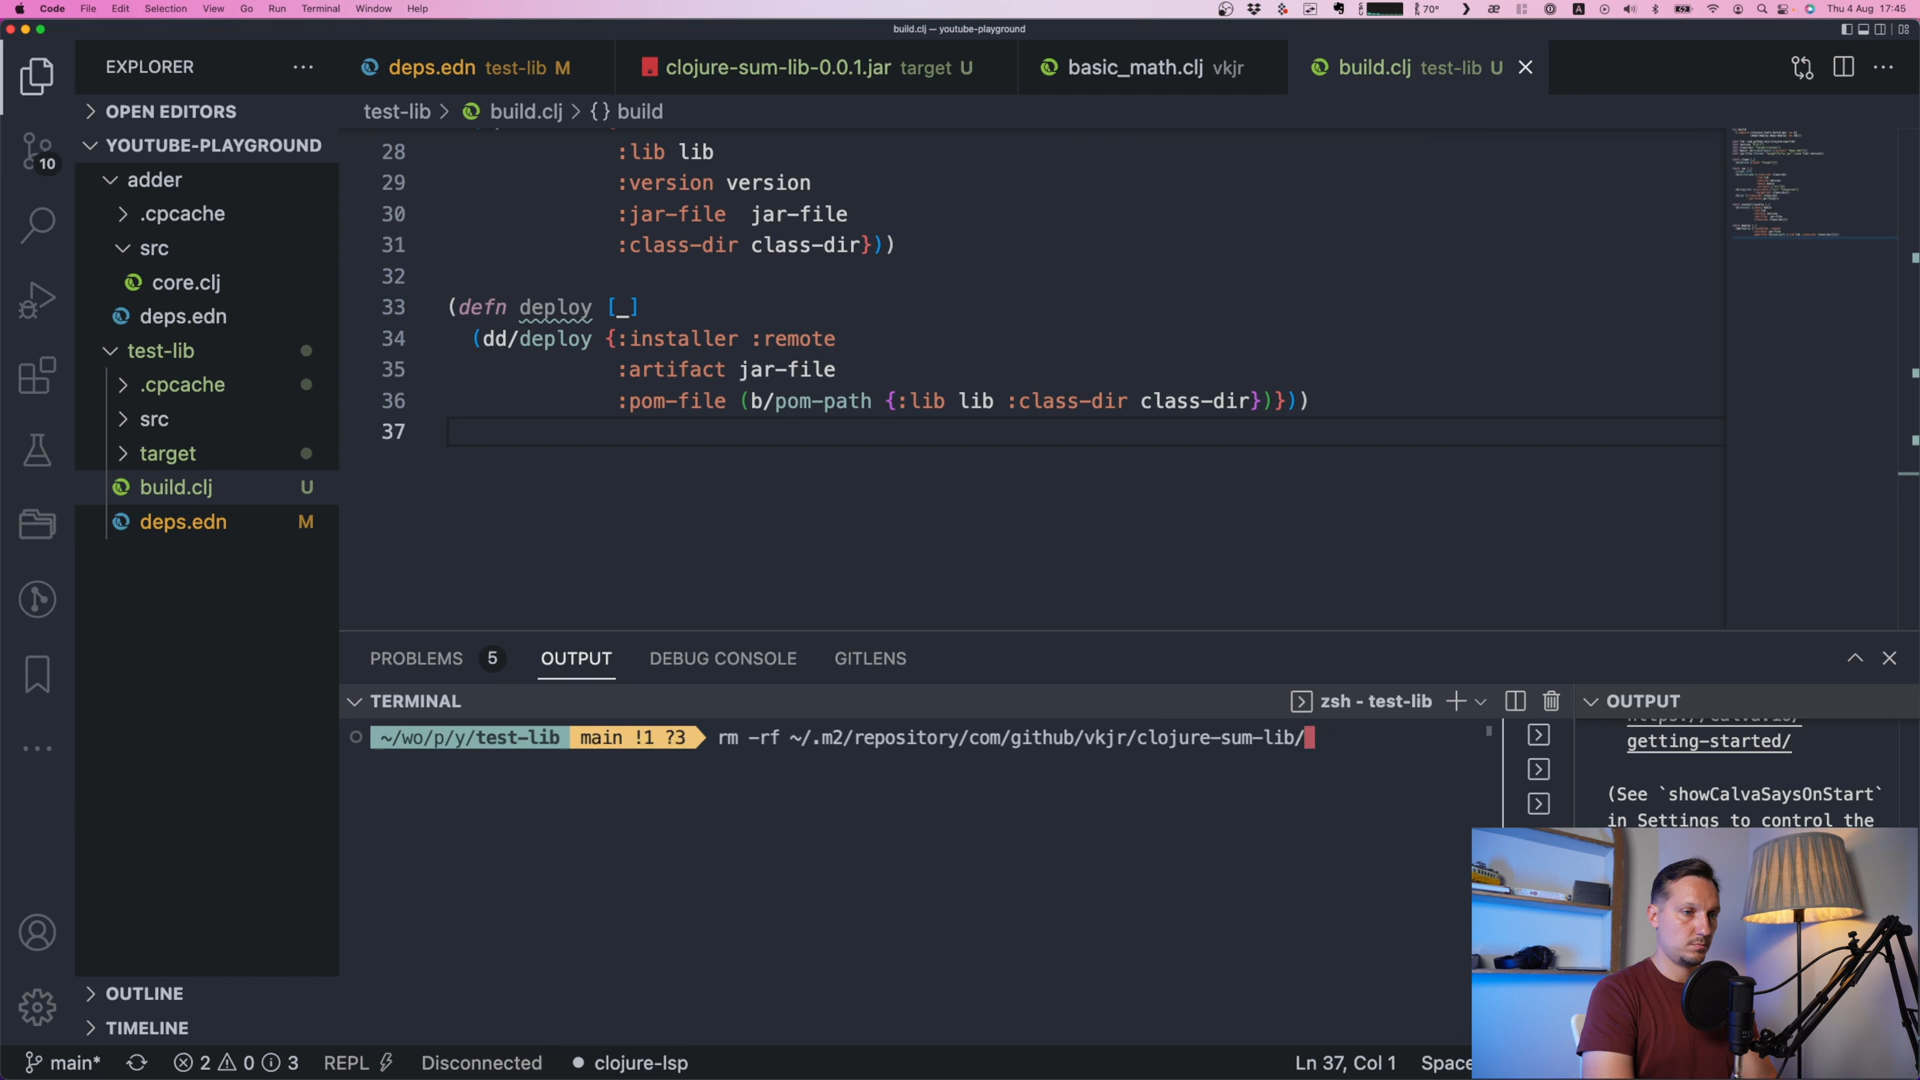 Code File Edit Selection View Go Run Terminal Window Help
70° æ A Thu 4 Aug 17:45
build.clj — youtube-playground
EXPLORER
deps.edn test-lib M
clojure-sum-lib-0.0.1.jar target U
basic_math.clj vkjr
build.clj test-lib U
OPEN EDITORS
YOUTUBE-PLAYGROUND
10
adder
.cpcache
src
core.clj
deps.edn
test-lib
.cpcache
src
target
build.clj U
deps.edn M
OUTLINE
TIMELINE
test-lib > build.clj > {} build
28 :lib lib
29 :version version
30 :jar-file jar-file
31 :class-dir class-dir}))
32
33 (defn deploy [_]
34 (dd/deploy {:installer :remote
35 :artifact jar-file
36 :pom-file (b/pom-path {:lib lib :class-dir class-dir})}))
37
PROBLEMS 5 OUTPUT DEBUG CONSOLE GITLENS
TERMINAL
zsh - test-lib
~/wo/p/y/test-lib main !1 ?3 rm -rf ~/.m2/repository/com/github/vkjr/clojure-sum-lib/
OUTPUT
getting-started/
(See `showCalvaSaysOnStart`
in Settings to control the
main* 2 0 3 REPL Disconnected clojure-lsp
Ln 37, Col 1 Space